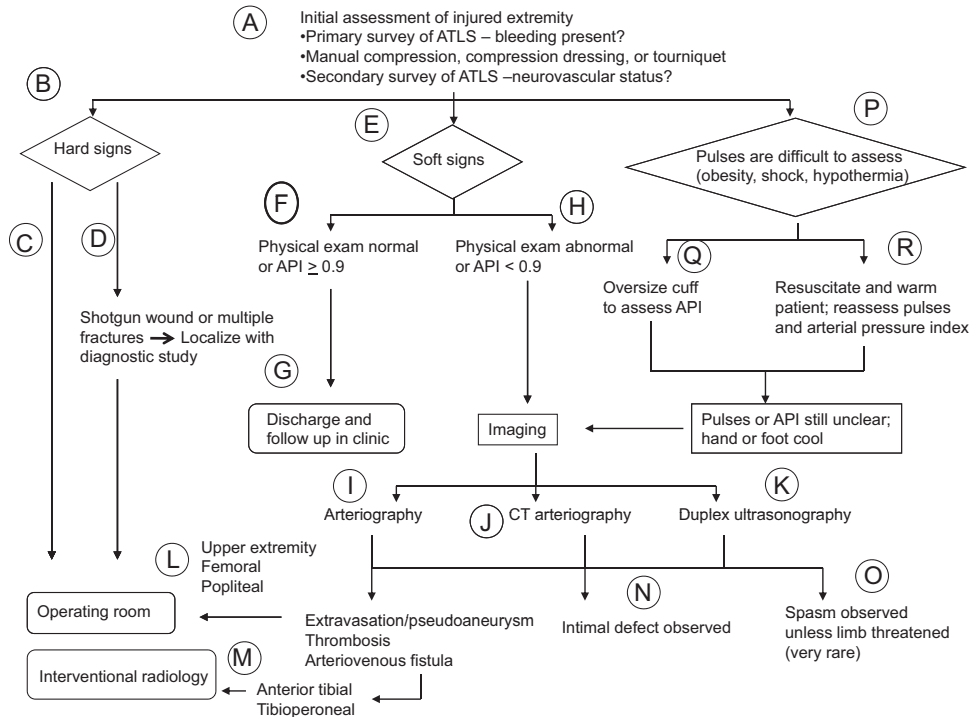 A
Initial assessment of injured extremity
•Primary survey of ATLS – bleeding present?
•Manual compression, compression dressing, or tourniquet
•Secondary survey of ATLS –neurovascular status?
B
Hard signs
E
Soft signs
P
Pulses are difficult to assess
(obesity, shock, hypothermia)
C
D
F
Physical exam normal
or API ≥ 0.9
H
Physical exam abnormal
or API < 0.9
Q
Oversize cuff
to assess API
R
Resuscitate and warm
patient; reassess pulses
and arterial pressure index
Shotgun wound or multiple
fractures → Localize with
diagnostic study
G
Discharge and
follow up in clinic
Imaging
Pulses or API still unclear;
hand or foot cool
I
Arteriography
J
CT arteriography
K
Duplex ultrasonography
L
Upper extremity
Femoral
Popliteal
Operating room
Extravasation/pseudoaneurysm
Thrombosis
Arteriovenous fistula
N
Intimal defect observed
O
Spasm observed
unless limb threatened
(very rare)
M
Interventional radiology
Anterior tibial
Tibioperoneal